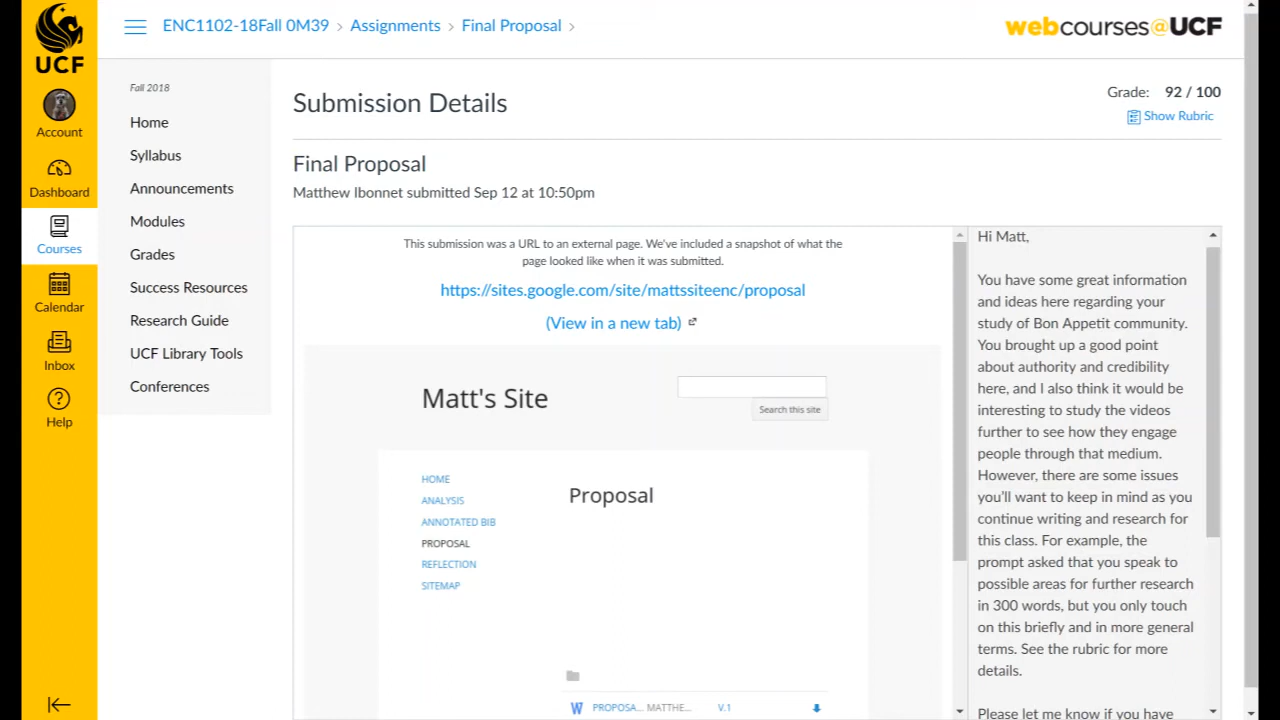 UCF
Account
Dashboard
Courses
Calendar
Inbox
Help
ENC1102-18Fall 0M39 > Assignments > Final Proposal >
webcourses@UCF
Fall 2018
Home
Syllabus
Announcements
Modules
Grades
Success Resources
Research Guide
UCF Library Tools
Conferences
Submission Details
Grade: 92 / 100
Show Rubric
Final Proposal
Matthew Ibonnet submitted Sep 12 at 10:50pm
This submission was a URL to an external page. We've included a snapshot of what the
page looked like when it was submitted.
https://sites.google.com/site/mattssiteenc/proposal
(View in a new tab)
Matt's Site
Search this site
HOME
ANALYSIS
ANNOTATED BIB
PROPOSAL
REFLECTION
SITEMAP
Proposal
W PROPOSA... MATTHE... V.1
Hi Matt,
You have some great information
and ideas here regarding your
study of Bon Appetit community.
You brought up a good point
about authority and credibility
here, and I also think it would be
interesting to study the videos
further to see how they engage
people through that medium.
However, there are some issues
you'll want to keep in mind as you
continue writing and research for
this class. For example, the
prompt asked that you speak to
possible areas for further research
in 300 words, but you only touch
on this briefly and in more general
terms. See the rubric for more
details.
Please let me know if you have